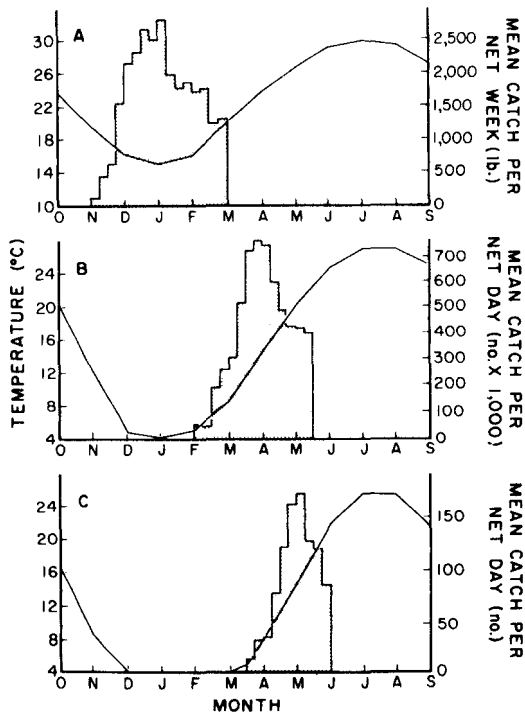 A
30
26
22
18
14
10
O N D J F M A M J J A S
2,500
2,000
1,500
1,000
500
0
MEAN CATCH PER
NET WEEK (lb.)
B
24
20
16
12
8
4
O N D J F M A M J J A S
700
600
500
400
300
200
100
0
MEAN CATCH PER
NET DAY (no. X 1,000)
TEMPERATURE (°C)
C
24
20
16
12
8
4
O N D J F M A M J J A S
150
100
50
0
MEAN CATCH PER
NET DAY (no.)
MONTH